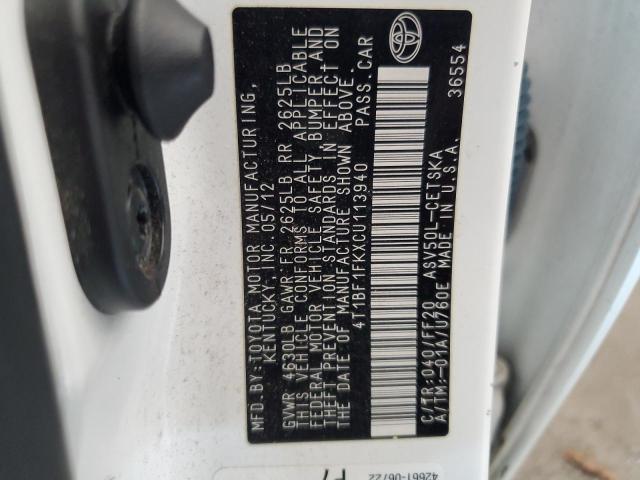 MFD.BY:TOYOTA MOTOR MANUFACTURING,
KENTUCKY, INC. 05/12
GVWR 4630LB GAWR FR 2625LB RR 2625LB
THIS VEHICLE CONFORMS TO ALL APPLICABLE
FEDERAL MOTOR VEHICLE SAFETY, BUMPER AND
THEFT PREVENTION STANDARDS IN EFFECT ON
THE DATE OF MANUFACTURE SHOWN ABOVE.
4T1BF1FKXCU113940 PASS.CAR
C/TR:040/FF20 ASV50L-CETSKA
A/TM:-01A/U760E MADE IN U.S.A.
36554
42661-06722
F7